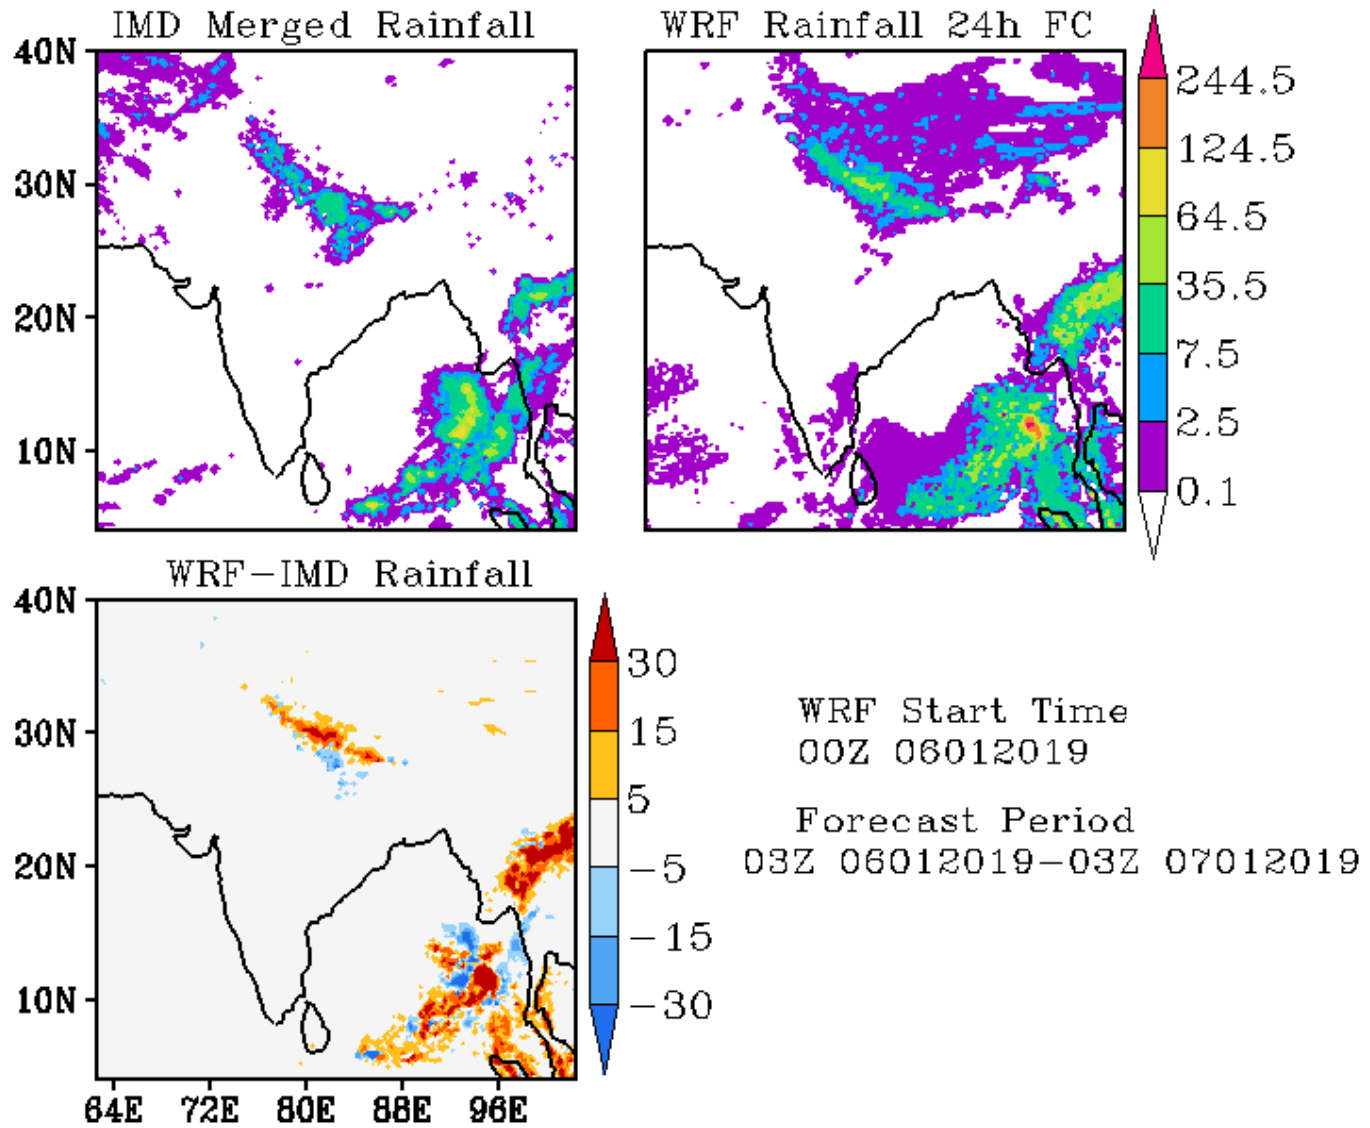 IMD Merged Rainfall
WRF Rainfall 24h FC
40N
30N
20N
10N
244.5
124.5
64.5
35.5
7.5
2.5
0.1
WRF-IMD Rainfall
40N
30N
20N
10N
64E 72E 80E 88E 96E
30
15
5
-5
-15
-30
WRF Start Time
00Z 06012019
Forecast Period
03Z 06012019-03Z 07012019